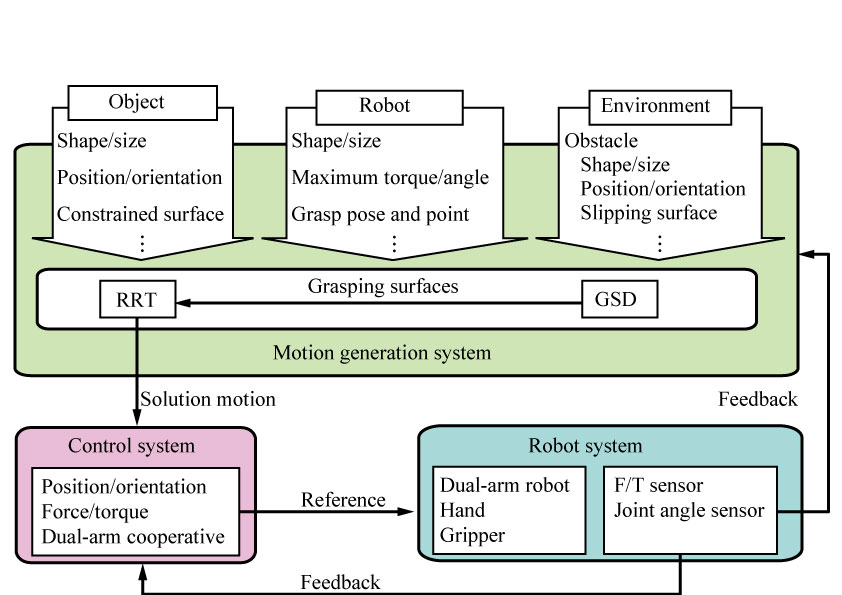 Object
Shape/size
Position/orientation
Constrained surface
⋮
Robot
Shape/size
Maximum torque/angle
Grasp pose and point
⋮
Environment
Obstacle
Shape/size
Position/orientation
Slipping surface
⋮
RRT
Grasping surfaces
GSD
Motion generation system
Solution motion
Feedback
Control system
Position/orientation
Force/torque
Dual-arm cooperative
Reference
Robot system
Dual-arm robot
Hand
Gripper
F/T sensor
Joint angle sensor
Feedback